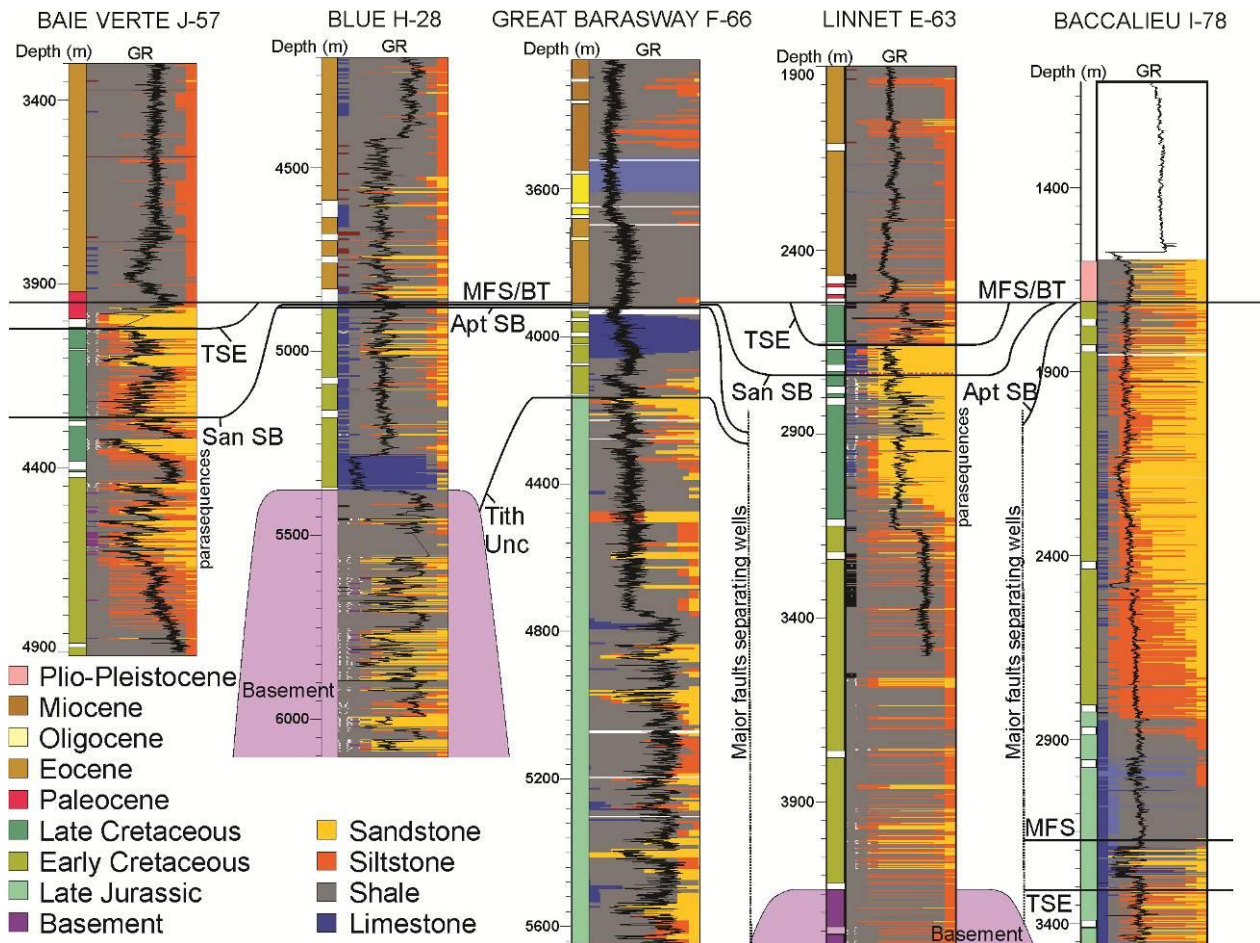 BAIE VERTE J-57
BLUE H-28
GREAT BARASWAY F-66
LINNET E-63
BACCALIEU I-78
Depth (m)
GR
3400
3900
4400
4900
TSE
San SB
parasequences
Depth (m)
GR
4500
5000
5500
6000
Basement
Apt SB
Tith
Unc
GR
3600
4000
4400
4800
5200
5600
MFS/BT
TSE
San SB
Major faults separating wells
Depth (m)
GR
1900
2400
2900
3400
3900
parasequences
Basement
MFS/BT
Apt SB
Major faults separating wells
Depth (m)
GR
1400
1900
2400
2900
3400
MFS
TSE
Plio-Pleistocene
Miocene
Oligocene
Eocene
Paleocene
Late Cretaceous
Early Cretaceous
Late Jurassic
Basement
Sandstone
Siltstone
Shale
Limestone